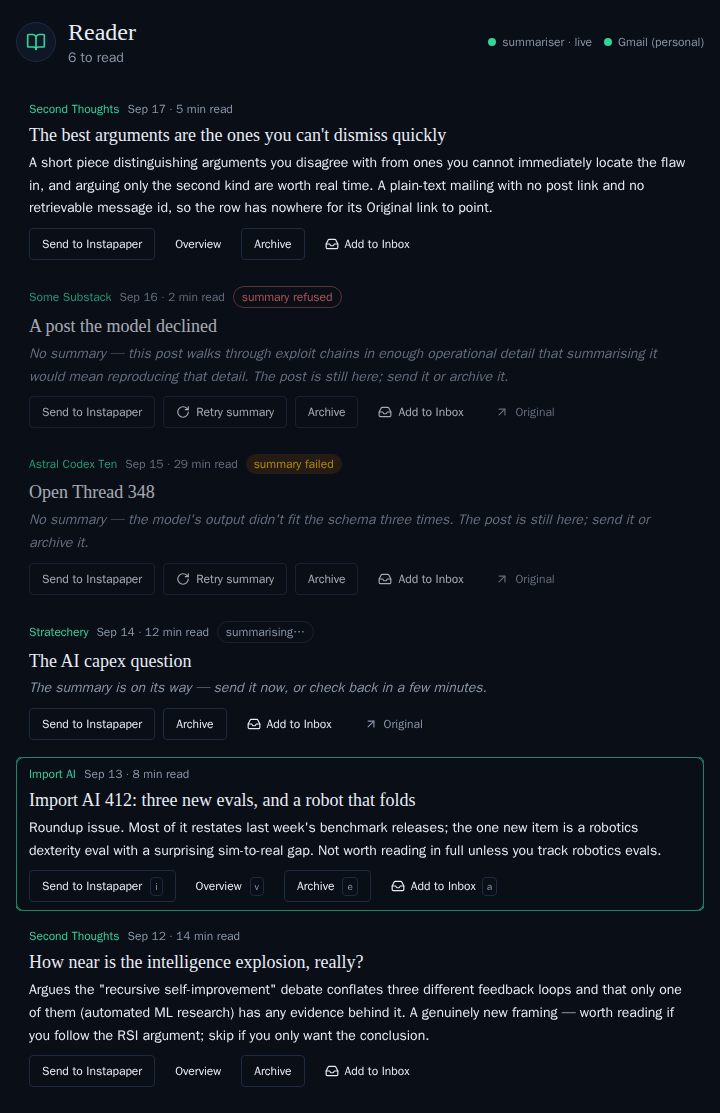 Reader
6 to read
summariser · live
Gmail (personal)
Second Thoughts Sep 17 · 5 min read
The best arguments are the ones you can't dismiss quickly
A short piece distinguishing arguments you disagree with from ones you cannot immediately locate the flaw
in, and arguing only the second kind are worth real time. A plain-text mailing with no post link and no
retrievable message id, so the row has nowhere for its Original link to point.
Send to Instapaper Overview Archive Add to Inbox
Some Substack Sep 16 · 2 min read summary refused
A post the model declined
No summary — this post walks through exploit chains in enough operational detail that summarising it
would mean reproducing that detail. The post is still here; send it or archive it.
Send to Instapaper Retry summary Archive Add to Inbox Original
Astral Codex Ten Sep 15 · 29 min read summary failed
Open Thread 348
No summary — the model's output didn't fit the schema three times. The post is still here; send it or
archive it.
Send to Instapaper Retry summary Archive Add to Inbox Original
Stratechery Sep 14 · 12 min read summarising⋯
The AI capex question
The summary is on its way — send it now, or check back in a few minutes.
Send to Instapaper Archive Add to Inbox Original
Import AI Sep 13 · 8 min read
Import AI 412: three new evals, and a robot that folds
Roundup issue. Most of it restates last week's benchmark releases; the one new item is a robotics
dexterity eval with a surprising sim-to-real gap. Not worth reading in full unless you track robotics evals.
Send to Instapaper i Overview v Archive e Add to Inbox a
Second Thoughts Sep 12 · 14 min read
How near is the intelligence explosion, really?
Argues the "recursive self-improvement" debate conflates three different feedback loops and that only one
of them (automated ML research) has any evidence behind it. A genuinely new framing — worth reading if
you follow the RSI argument; skip if you only want the conclusion.
Send to Instapaper Overview Archive Add to Inbox